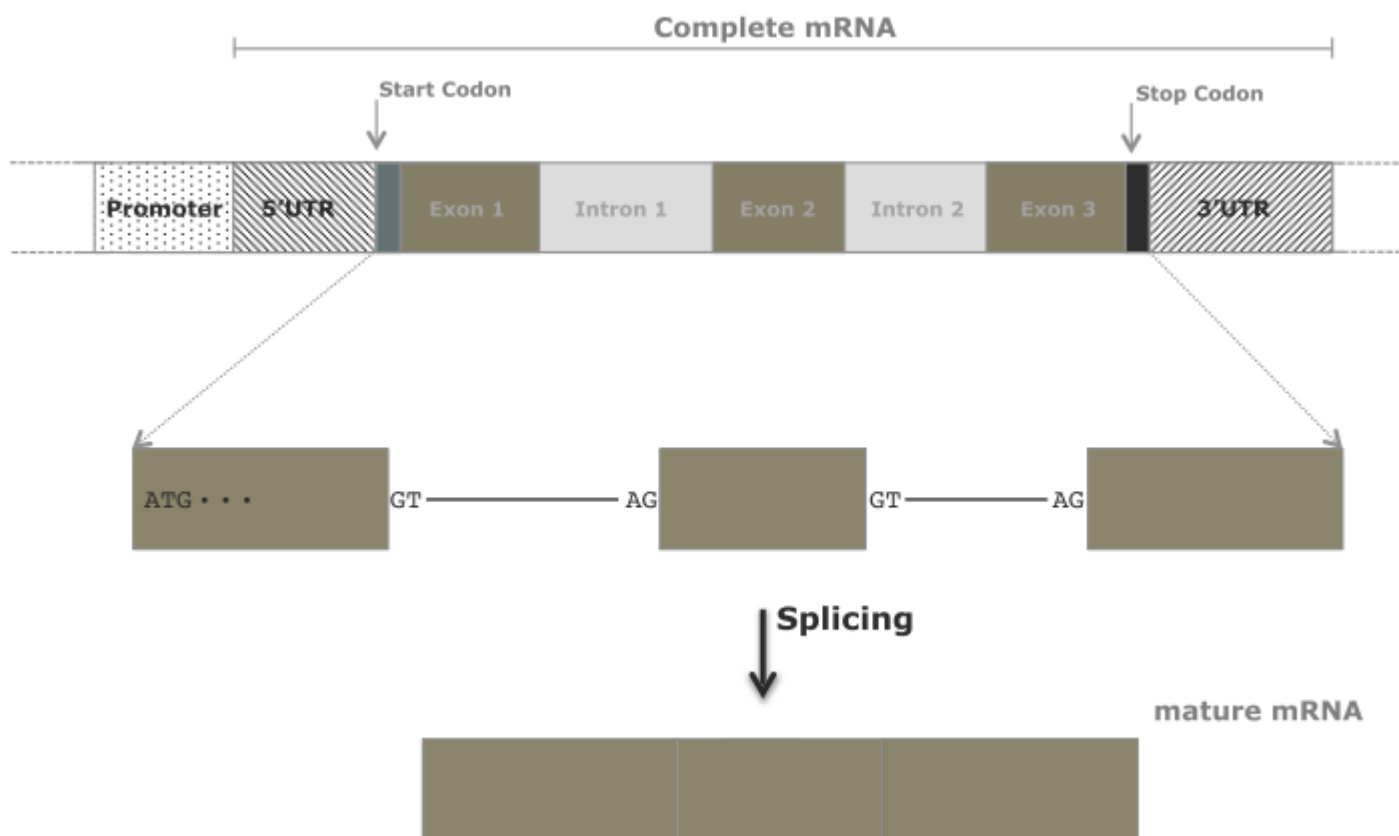 Complete mRNA
Start Codon
Stop Codon
Promoter 5'UTR Exon 1 Intron 1 Exon 2 Intron 2 Exon 3 3'UTR
ATG··· GT AG GT AG
Splicing
mature mRNA